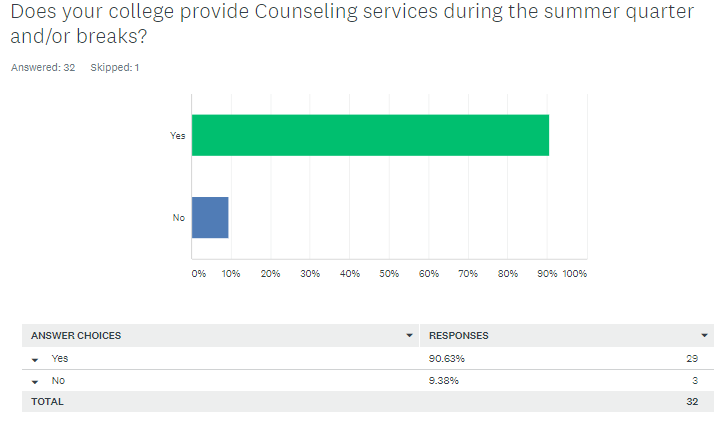 Does your college provide Counseling services during the summer quarter
and/or breaks?
Answered: 32 Skipped: 1
Yes
No
0% 10% 20% 30% 40% 50% 60% 70% 80% 90% 100%
ANSWER CHOICES RESPONSES
Yes 90.63% 29
No 9.38% 3
TOTAL 32